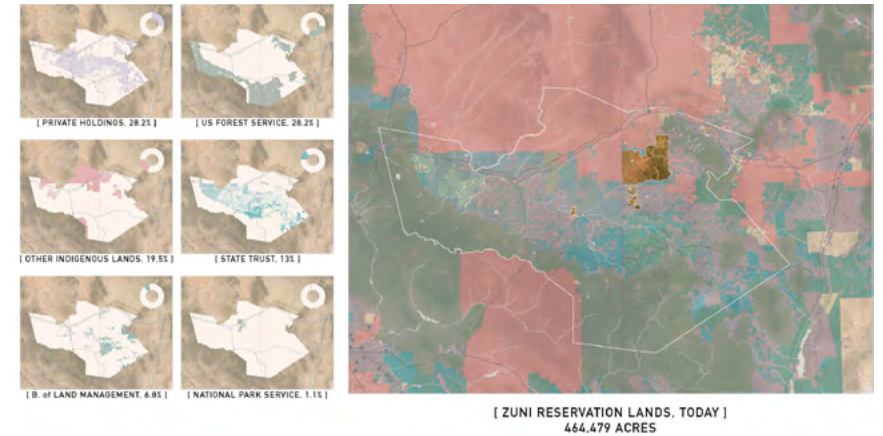 [ PRIVATE HOLDINGS, 28.2% ]
[ US FOREST SERVICE, 28.2% ]
[ OTHER INDIGENOUS LANDS, 19.5% ]
[ STATE TRUST, 13% ]
[ B. of LAND MANAGEMENT, 6.8% ]
[ NATIONAL PARK SERVICE, 1.1% ]
[ ZUNI RESERVATION LANDS, TODAY ]
464,479 ACRES